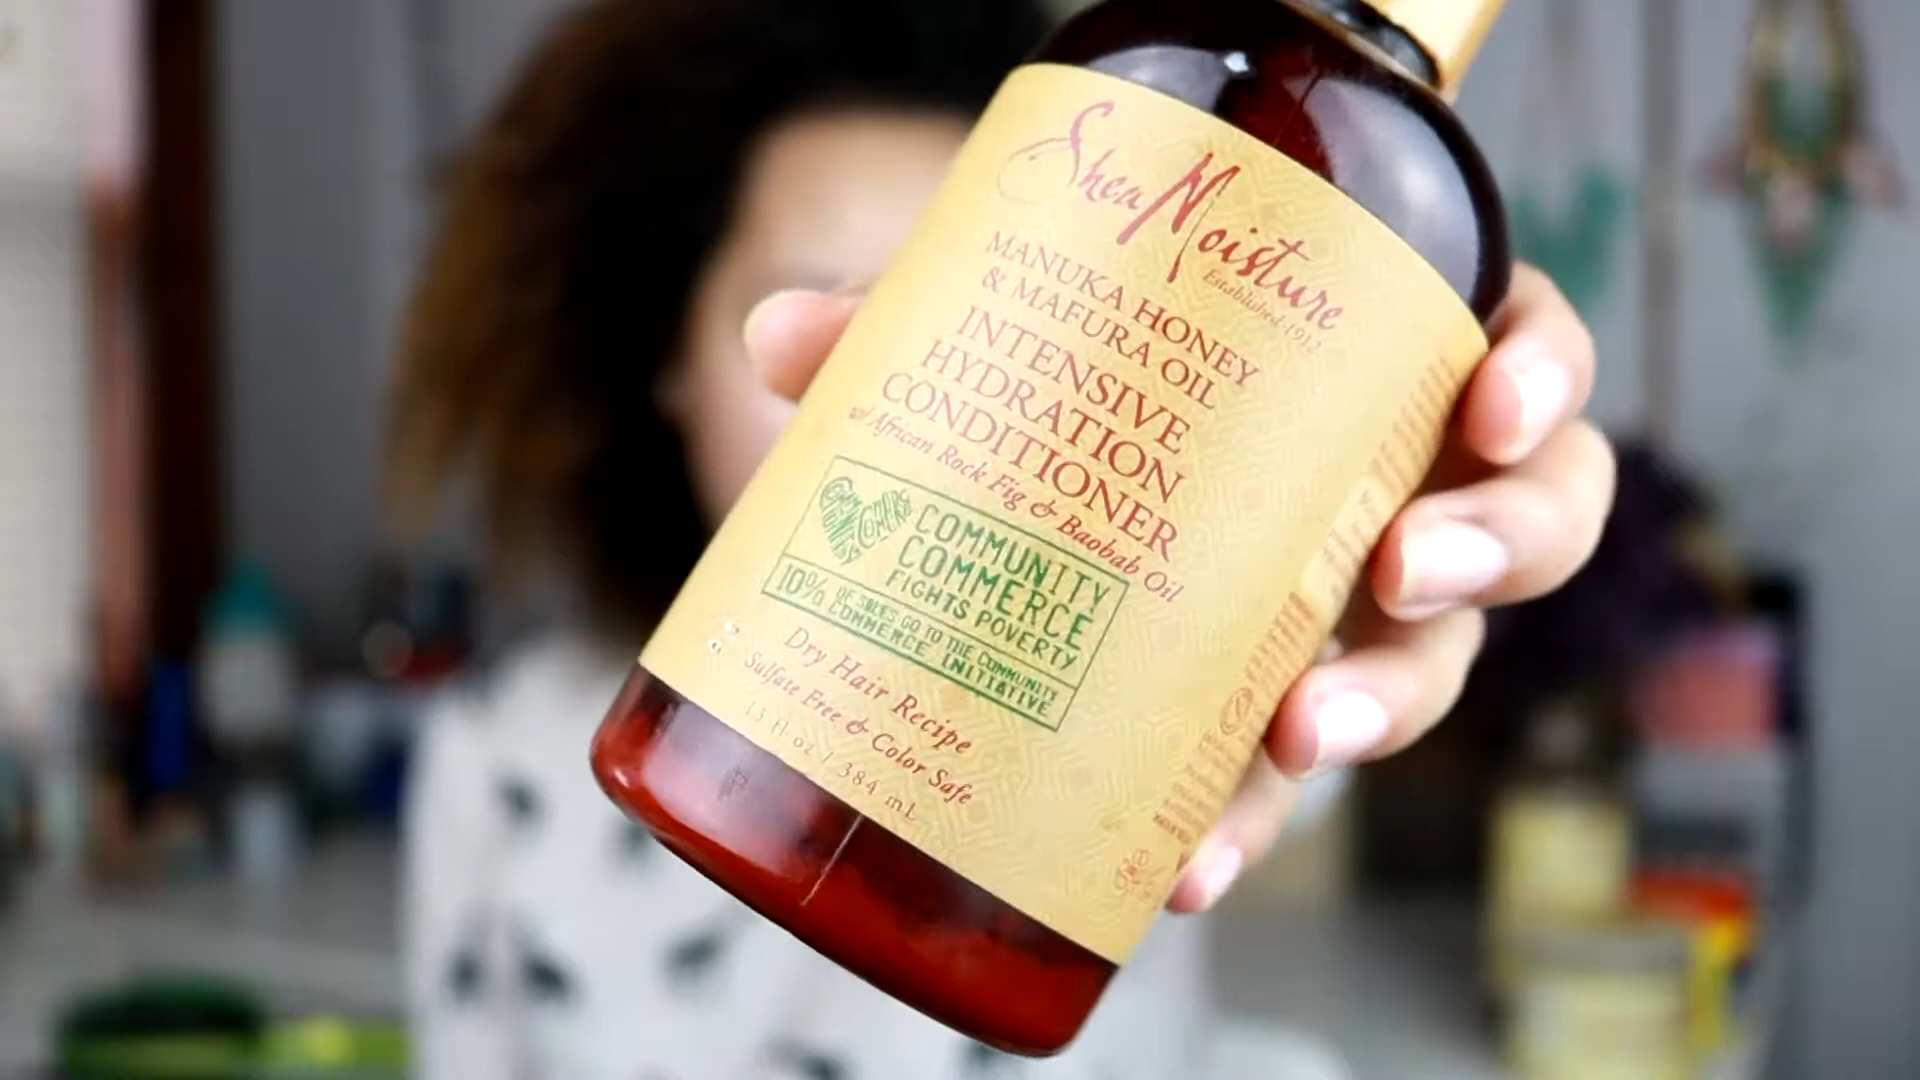 Shea Moisture
Established 1912
MANUKA HONEY
& MAFURA OIL
INTENSIVE
HYDRATION
CONDITIONER
w/ African Rock Fig & Baobab Oil
COMMUNITY
COMMERCE
FIGHTS POVERTY
10% OF SALES GO TO THE COMMUNITY
COMMERCE INITIATIVE
Dry Hair Recipe
Sulfate Free & Color Safe
13 fl oz / 384 mL